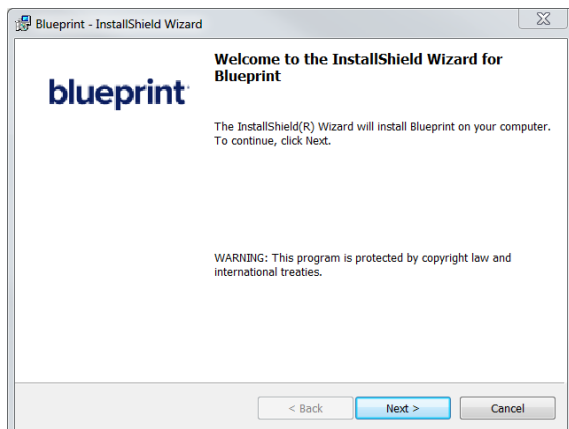 Blueprint - InstallShield Wizard
Welcome to the InstallShield Wizard for
Blueprint
blueprint
The InstallShield(R) Wizard will install Blueprint on your computer.
To continue, click Next.
WARNING: This program is protected by copyright law and
international treaties.
< Back
Next >
Cancel